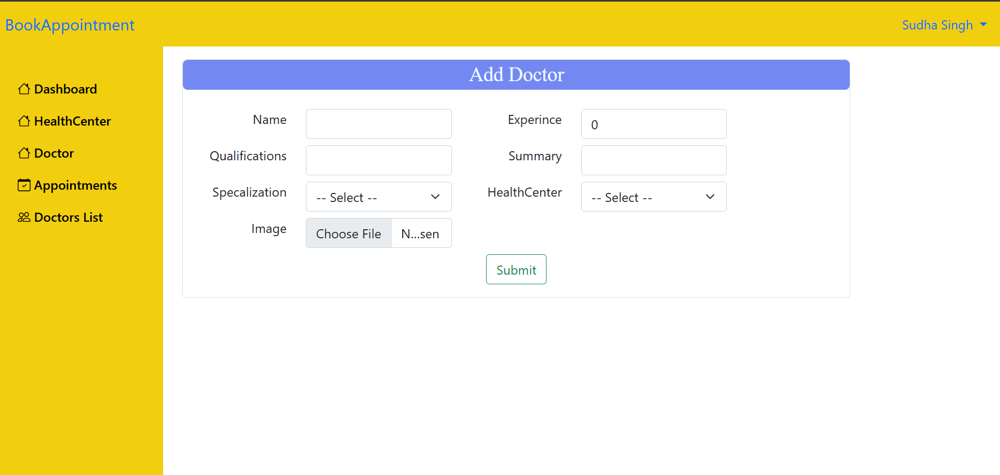 BookAppointment
Sudha Singh
Dashboard
HealthCenter
Doctor
Appointments
Doctors List
Add Doctor
Name
Experince
0
Qualifications
Summary
Specalization
-- Select --
HealthCenter
-- Select --
Image
Choose File
N...sen
Submit